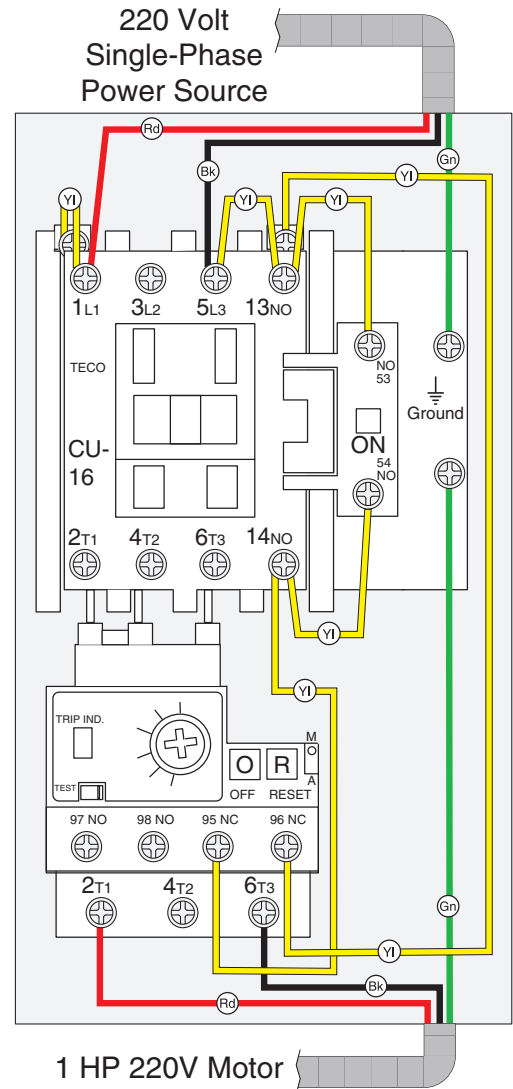 220 Volt
Single-Phase
Power Source
Rd
Bk
Gn
Yl
Yl
Yl
Yl
1L1 3L2 5L3 13NO
TECO
NO
53
Ground
CU-
16
ON
54
NO
2T1 4T2 6T3 14NO
Yl
Yl
TRIP IND.
M
O R
A
TEST
OFF RESET
97 NO 98 NO 95 NC 96 NC
2T1 4T2 6T3
Gn
Yl
Bk
Rd
1 HP 220V Motor